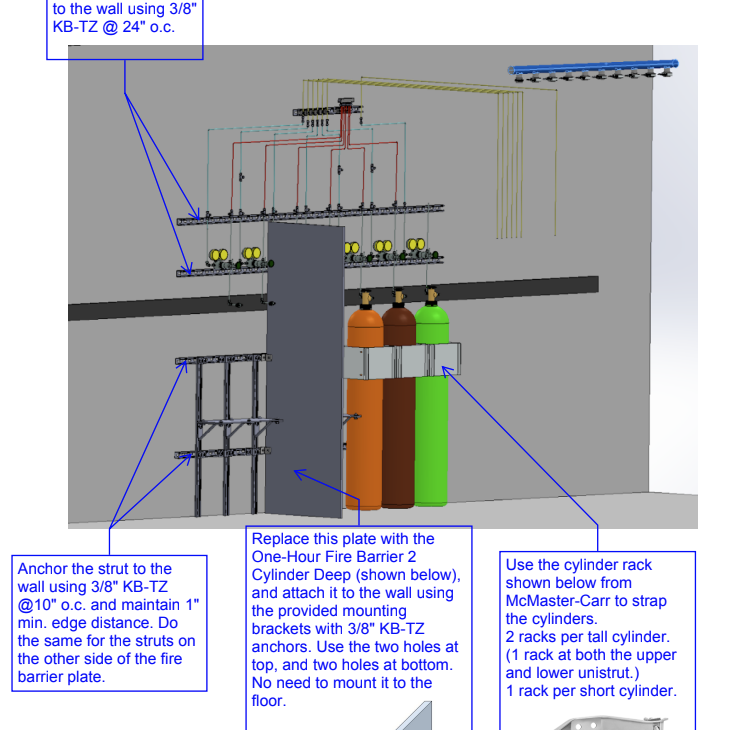 to the wall using 3/8"
KB-TZ @ 24" o.c.
Anchor the strut to the
wall using 3/8" KB-TZ
@10" o.c. and maintain 1"
min. edge distance. Do
the same for the struts on
the other side of the fire
barrier plate.
Replace this plate with the
One-Hour Fire Barrier 2
Cylinder Deep (shown below),
and attach it to the wall using
the provided mounting
brackets with 3/8" KB-TZ
anchors. Use the two holes at
top, and two holes at bottom.
No need to mount it to the
floor.
Use the cylinder rack
shown below from
McMaster-Carr to strap
the cylinders.
2 racks per tall cylinder.
(1 rack at both the upper
and lower unistrut.)
1 rack per short cylinder.